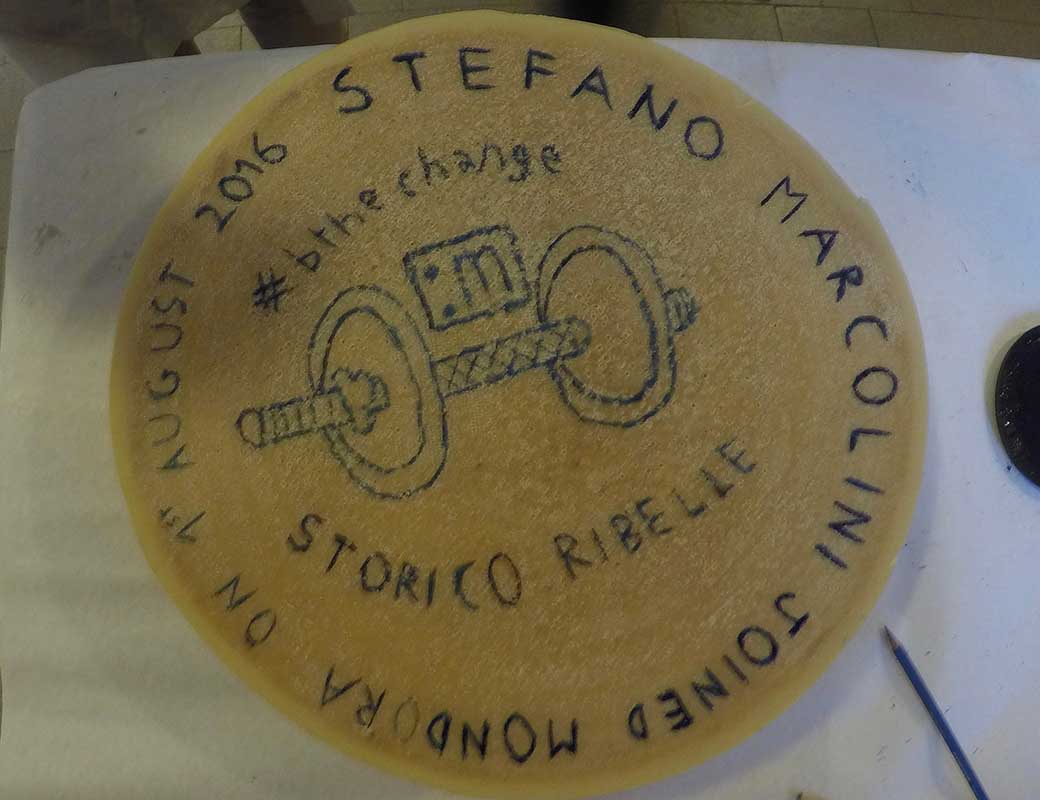 STEFANO MARCOLINI JOINED MONDORA ON 1ST AUGUST 2016
#bthechange
:m
STORICO RIBELLE